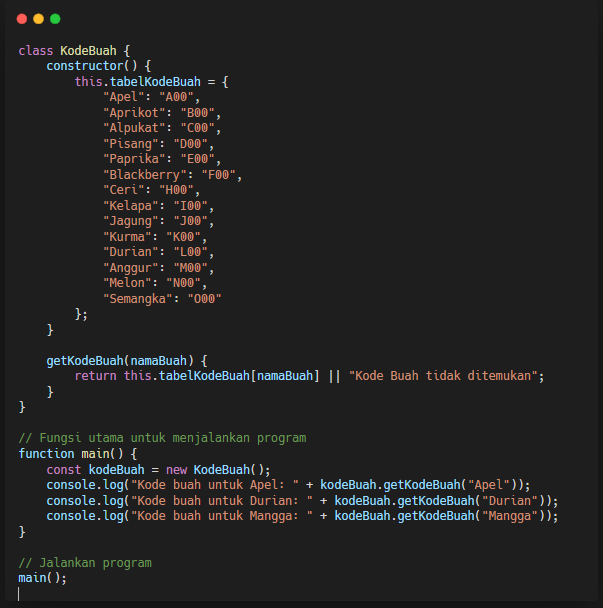 class KodeBuah {
    constructor() {
        this.tabelKodeBuah = {
            "Apel": "A00",
            "Aprikot": "B00",
            "Alpukat": "C00",
            "Pisang": "D00",
            "Paprika": "E00",
            "Blackberry": "F00",
            "Ceri": "H00",
            "Kelapa": "I00",
            "Jagung": "J00",
            "Kurma": "K00",
            "Durian": "L00",
            "Anggur": "M00",
            "Melon": "N00",
            "Semangka": "O00"
        };
    }

    getKodeBuah(namaBuah) {
        return this.tabelKodeBuah[namaBuah] || "Kode Buah tidak ditemukan";
    }
}

// Fungsi utama untuk menjalankan program
function main() {
    const kodeBuah = new KodeBuah();
    console.log("Kode buah untuk Apel: " + kodeBuah.getKodeBuah("Apel"));
    console.log("Kode buah untuk Durian: " + kodeBuah.getKodeBuah("Durian"));
    console.log("Kode buah untuk Mangga: " + kodeBuah.getKodeBuah("Mangga"));
}

// Jalankan program
main();